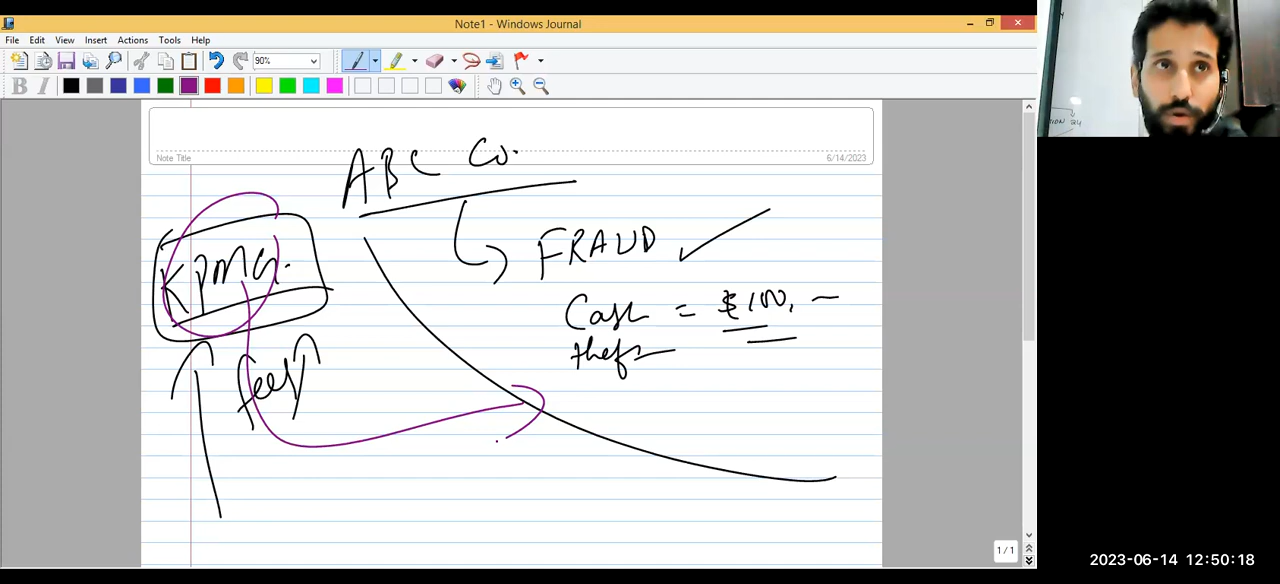 Note1 - Windows Journal
File Edit View Insert Actions Tools Help
90%
B I
Note Title
6/14/2023
ABC Co.
FRAUD
KPMG.
Cash = $100,
theft
fees
1/1
2023-06-14 12:50:18